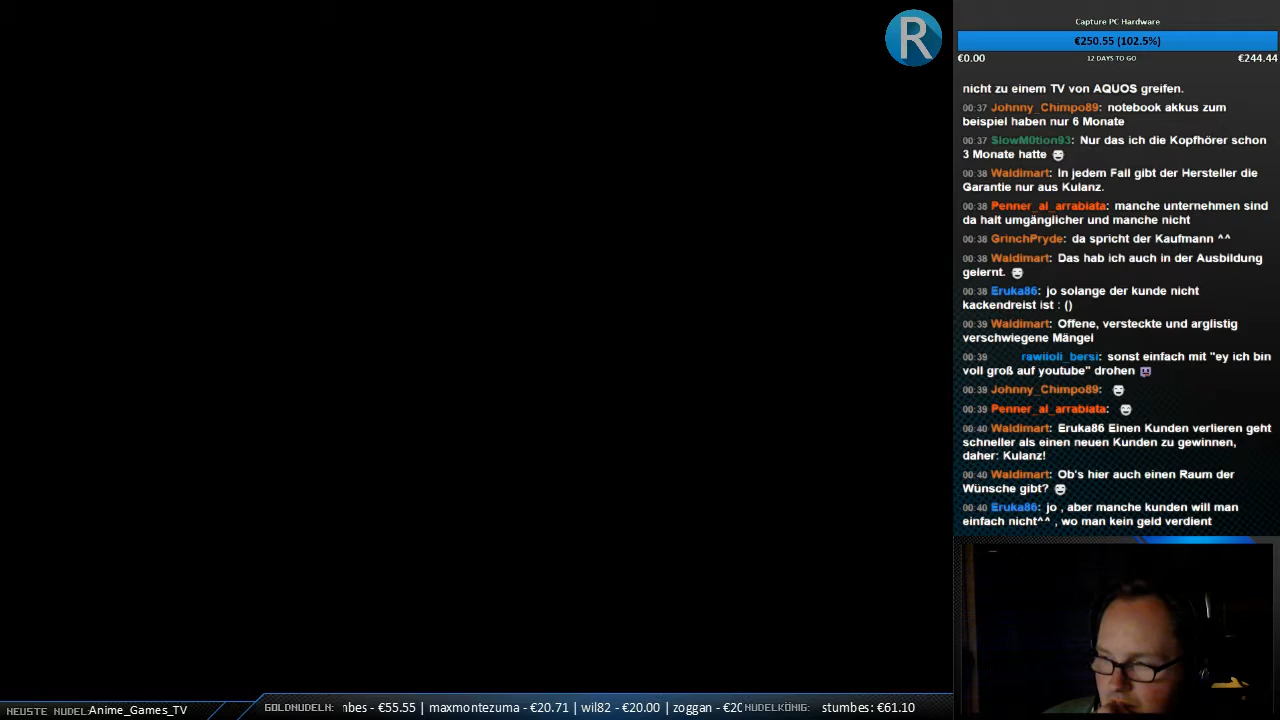 R
Capture PC Hardware
€250.55 (102.5%)
€0.00 12 DAYS TO GO €244.44
nicht zu einem TV von AQUOS greifen.
00:37 Johnny_Chimpo89: notebook akkus zum
beispiel haben nur 6 Monate
00:37 SlowM0tion93: Nur das ich die Kopfhörer schon
3 Monate hatte
00:38 Waldimart: In jedem Fall gibt der Hersteller die
Garantie nur aus Kulanz.
00:38 Penner_al_arrabiata: manche unternehmen sind
da halt umgänglicher und manche nicht
00:38 GrinchPryde: da spricht der Kaufmann ^^
00:38 Waldimart: Das hab ich auch in der Ausbildung
gelernt.
00:38 Eruka86: jo solange der kunde nicht
kackendreist ist : ()
00:39 Waldimart: Offene, versteckte und arglistig
verschwiegene Mängel
00:39 rawiioli_bersi: sonst einfach mit "ey ich bin
voll groß auf youtube" drohen
00:39 Johnny_Chimpo89:
00:39 Penner_al_arrabiata:
00:40 Waldimart: Eruka86 Einen Kunden verlieren geht
schneller als einen neuen Kunden zu gewinnen,
daher: Kulanz!
00:40 Waldimart: Ob's hier auch einen Raum der
Wünsche gibt?
00:40 Eruka86: jo , aber manche kunden will man
einfach nicht^^ , wo man kein geld verdient
NEUSTE NUDEL: Anime_Games_TV
GOLDNUDELN: mbes - €55.55 | maxmontezuma - €20.71 | wil82 - €20.00 | zoggan - €20
NUDELKÖNIG: stumbes: €61.10